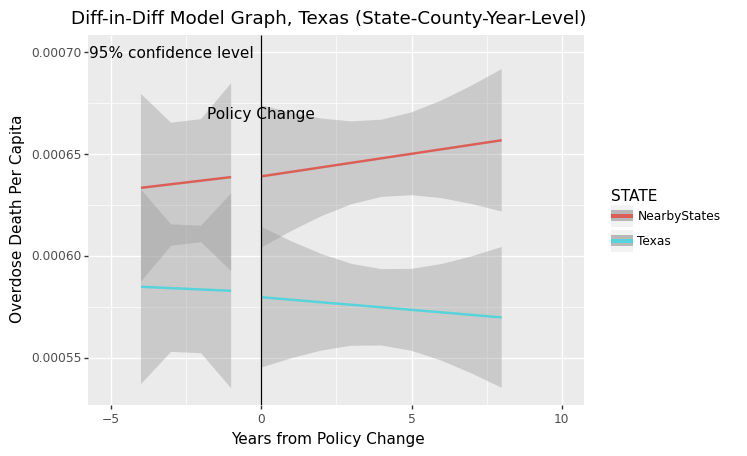 Diff-in-Diff Model Graph, Texas (State-County-Year-Level)
0.00070
95% confidence level
Policy Change
0.00065
0.00060
0.00055
Overdose Death Per Capita
−5
0
5
10
Years from Policy Change
STATE
NearbyStates
Texas